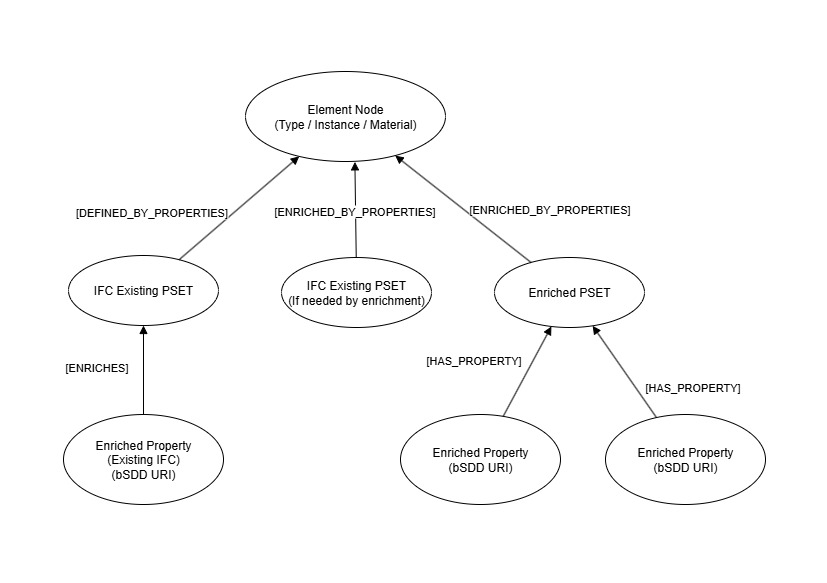 Element Node
(Type / Instance / Material)
[DEFINED_BY_PROPERTIES]
[ENRICHED_BY_PROPERTIES]
[ENRICHED_BY_PROPERTIES]
IFC Existing PSET
IFC Existing PSET
(If needed by enrichment)
Enriched PSET
[ENRICHES]
[HAS_PROPERTY]
[HAS_PROPERTY]
Enriched Property
(Existing IFC)
(bSDD URI)
Enriched Property
(bSDD URI)
Enriched Property
(bSDD URI)